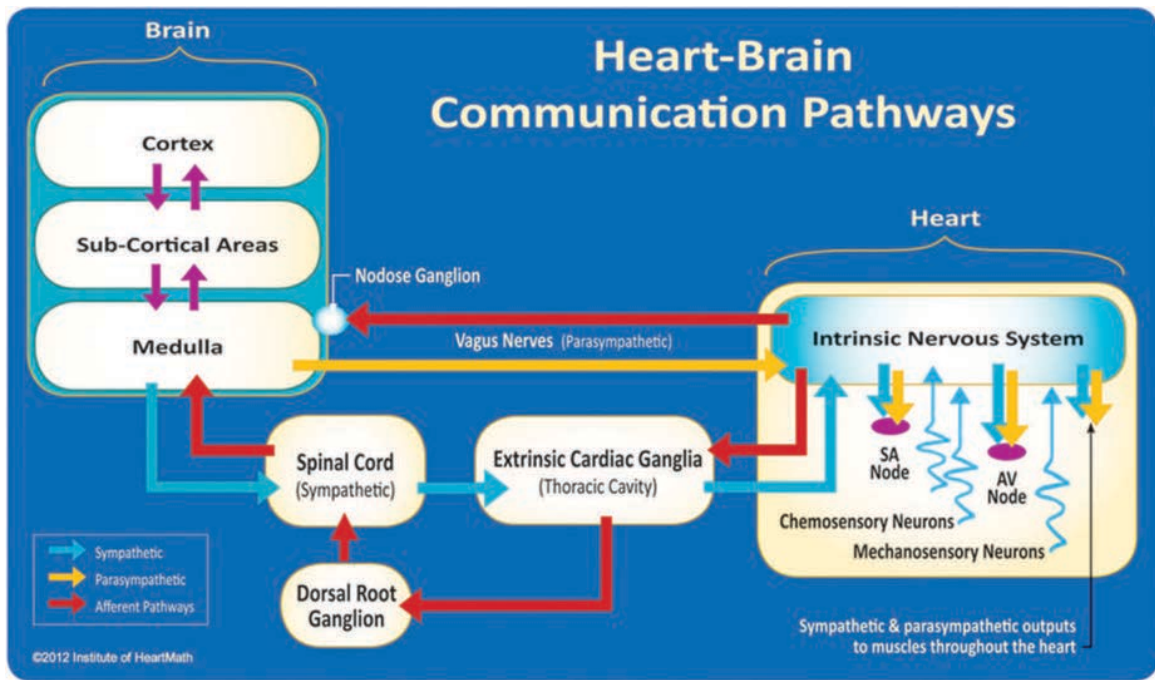 Brain
Heart-Brain
Communication Pathways
Cortex
Sub-Cortical Areas
Medulla
Nodose Ganglion
Vagus Nerves (Parasympathetic)
Heart
Intrinsic Nervous System
SA
Node
AV
Node
Chemosensory Neurons
Mechanosensory Neurons
Spinal Cord
(Sympathetic)
Extrinsic Cardiac Ganglia
(Thoracic Cavity)
Dorsal Root
Ganglion
Sympathetic
Parasympathetic
Afferent Pathways
Sympathetic & parasympathetic outputs
to muscles throughout the heart
©2012 Institute of HeartMath